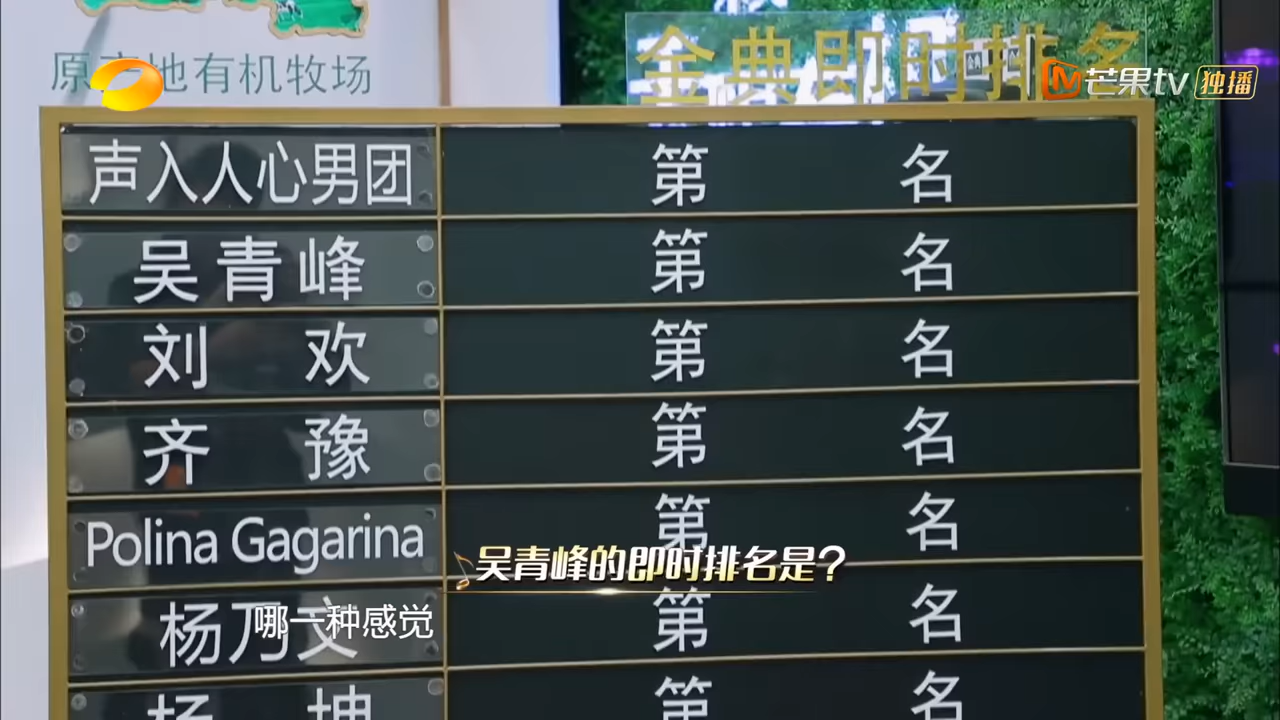 原产地有机牧场
金典即时排名
芒果tv 独播
声入人心男团 第 名
吴青峰 第 名
刘欢 第 名
齐豫 第 名
Polina Gagarina 第 名
吴青峰的即时排名是?
杨乃文 第 名
哪一种感觉
杨坤 第 名